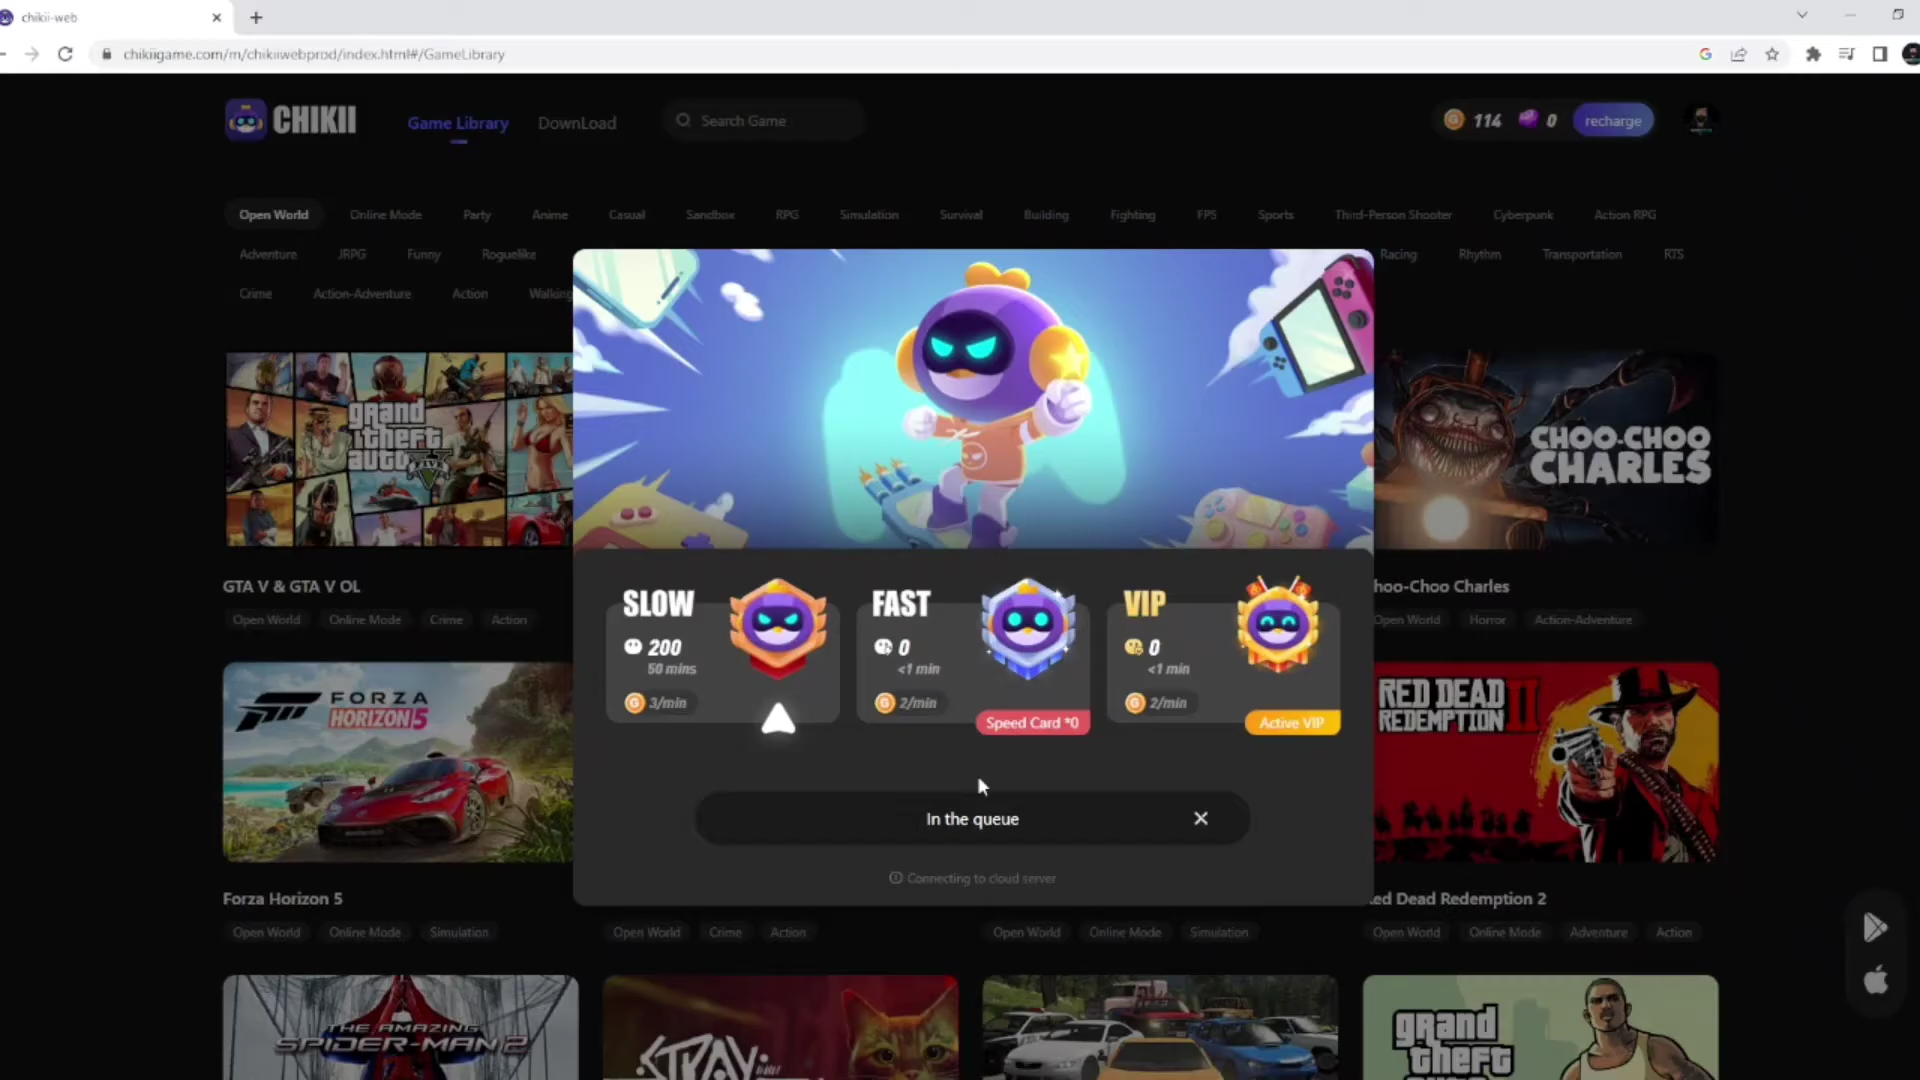 chikii-web
chikiigame.com/m/chikiiwebprod/index.html#/GameLibrary
CHIKII
Game Library
DownLoad
Search Game
114
0
recharge
Open World
Online Mode
Party
Anime
Casual
Sandbox
RPG
Simulation
Survival
Building
Fighting
FPS
Sports
Third-Person Shooter
Cyberpunk
Action RPG
Adventure
JRPG
Funny
Roguelike
Racing
Rhythm
Transportation
RTS
Crime
Action-Adventure
Action
Walking
grand
theft
auto
FIVE
CHOO-CHOO
CHARLES
SLOW
200
50 mins
3/min
FAST
0
<1 min
2/min
Speed Card *0
VIP
0
<1 min
2/min
Active VIP
In the queue
Connecting to cloud server
GTA V & GTA V OL
Open World
Online Mode
Crime
Action
hoo-Choo Charles
Open World
Horror
Action-Adventure
FORZA
HORIZON 5
RED DEAD
REDEMPTION II
Forza Horizon 5
Open World
Online Mode
Simulation
Open World
Crime
Action
Open World
Online Mode
Simulation
ed Dead Redemption 2
Open World
Online Mode
Adventure
Action
THE AMAZING
SPIDER-MAN 2
STRAY
grand
theft